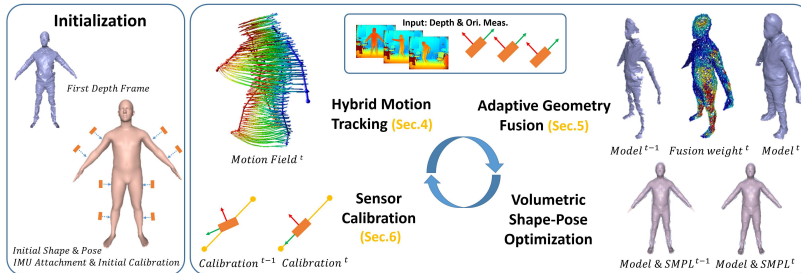 Initialization
First Depth Frame
Initial Shape & Pose
IMU Attachment & Initial Calibration
Input: Depth & Ori. Meas.
Motion Field t
Hybrid Motion
Tracking (Sec.4)
Adaptive Geometry
Fusion (Sec.5)
Model t-1
Fusion weight t
Model t
Sensor
Calibration
(Sec.6)
Volumetric
Shape-Pose
Optimization
Calibration t-1
Calibration t
Model & SMPL t-1
Model & SMPL t